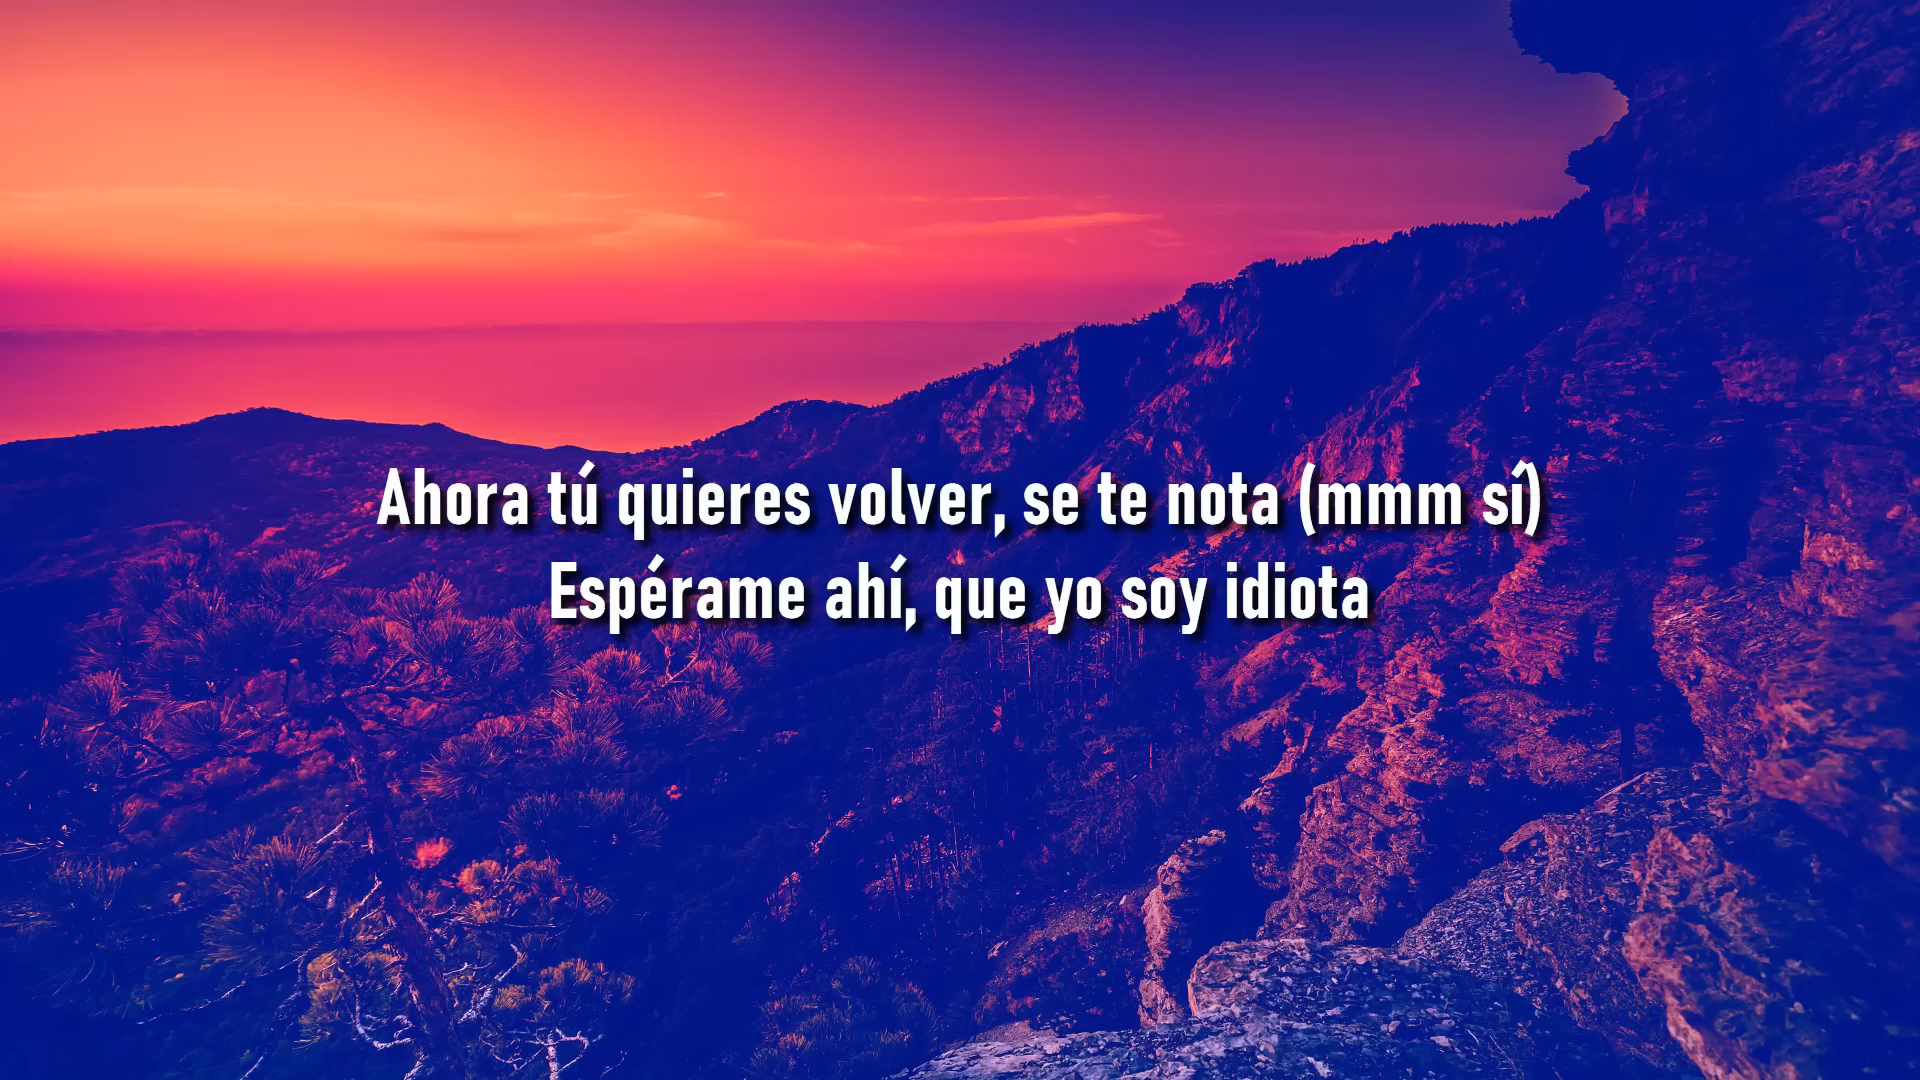 Ahora tú quieres volver, se te nota (mmm sí)
Espérame ahí, que yo soy idiota